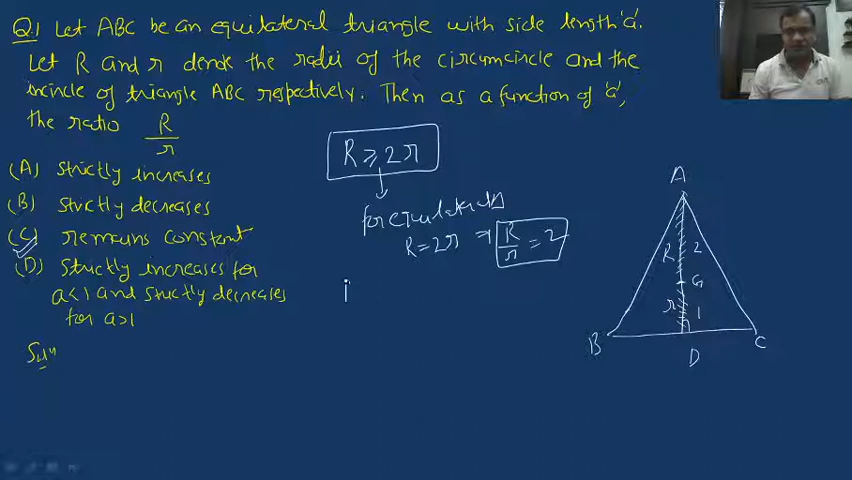 Q1 Let ABC be an equilateral triangle with side length 'a'.
Let R and r denote the radii of the circumcircle and the
incircle of triangle ABC respectively. Then as a function of 'a',
the ratio R/r
(A) strictly increases
(B) strictly decreases
(C) remains constant
(D) strictly increases for
a<1 and strictly decreases
for a>1
Sol
R ≥ 2r
for equilateral Δ
R = 2r ⇒ R/r = 2
i
A
R 2
G
r 1
B D C